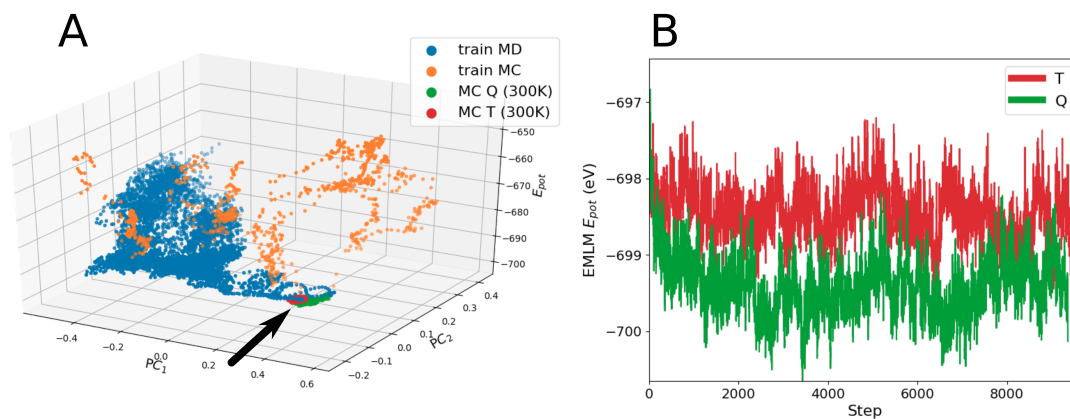 A
train MD
train MC
MC Q (300K)
MC T (300K)
−650
−660
−670
−680
−690
−700
E_pot
−0.4
−0.2
0.0
0.2
0.4
0.6
PC_1
−0.2
−0.1
0.0
0.1
0.2
0.3
0.4
PC_2
B
T
Q
−697
−698
−699
−700
EMLM E_pot (eV)
0
2000
4000
6000
8000
Step